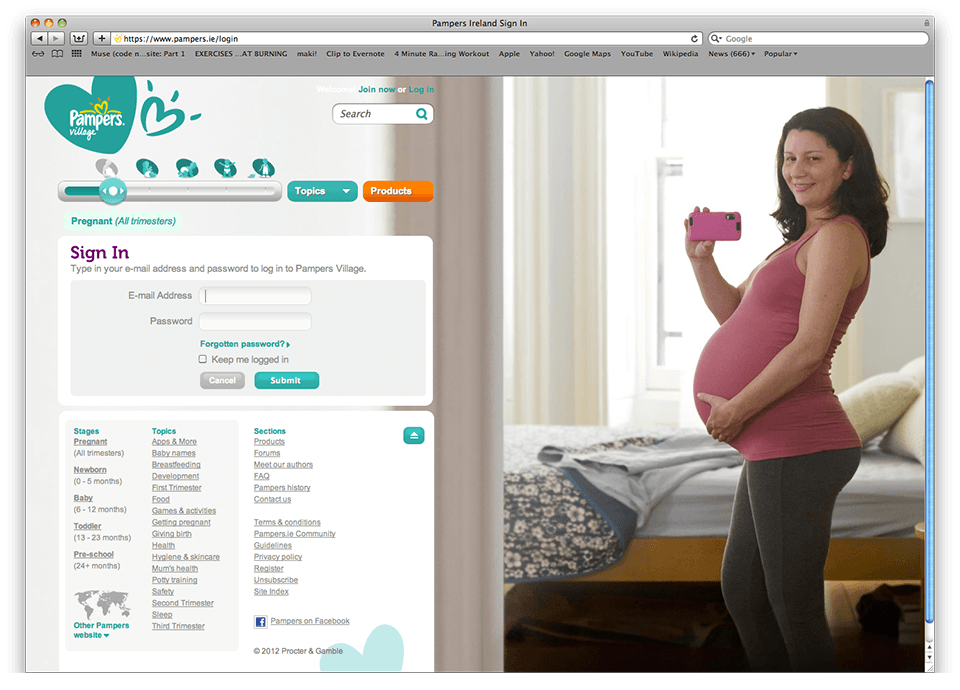 Pampers Ireland Sign In
https://www.pampers.ie/login
Google
Muse (code n...site: Part 1 EXERCISES ...AT BURNING maki! Clip to Evernote 4 Minute Ra...ing Workout Apple Yahoo! Google Maps YouTube Wikipedia News (666) Popular
Welcome! Join now or Log in
Pampers.
village
Search
Topics
Products
Pregnant (All trimesters)
Sign In
Type in your e-mail address and password to log in to Pampers Village.
E-mail Address
Password
Forgotten password?
Keep me logged in
Cancel
Submit
Stages
Pregnant
(All trimesters)
Newborn
(0 - 5 months)
Baby
(6 - 12 months)
Toddler
(13 - 23 months)
Pre-school
(24+ months)
Other Pampers
website
Topics
Apps & More
Baby names
Breastfeeding
Development
First Trimester
Food
Games & activities
Getting pregnant
Giving birth
Health
Hygiene & skincare
Mum's health
Potty training
Safety
Second Trimester
Sleep
Third Trimester
Sections
Products
Forums
Meet our authors
FAQ
Pampers history
Contact us
Terms & conditions
Pampers.ie Community
Guidelines
Privacy policy
Register
Unsubscribe
Site Index
Pampers on Facebook
© 2012 Procter & Gamble